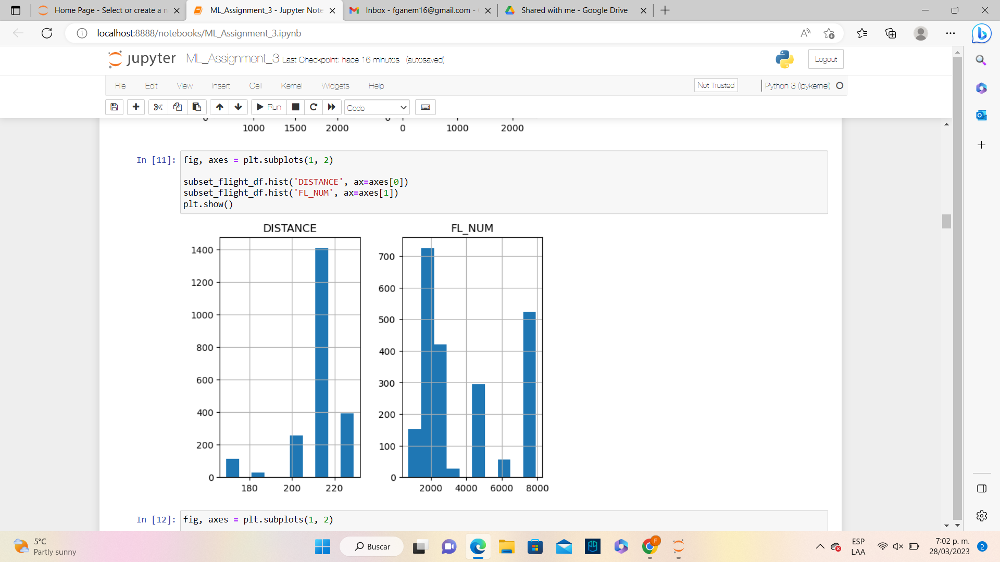 Home Page - Select or create a n
ML_Assignment_3 - Jupyter Note
Inbox - fganem16@gmail.com -
Shared with me - Google Drive
localhost:8888/notebooks/ML_Assignment_3.ipynb
jupyter ML_Assignment_3 Last Checkpoint: hace 16 minutos (autosaved)
Logout
File Edit View Insert Cell Kernel Widgets Help
Not Trusted
Python 3 (ipykernel)
Run
Code
0 0
1000 1500 2000 0 1000 2000
In [11]: fig, axes = plt.subplots(1, 2)
subset_flight_df.hist('DISTANCE', ax=axes[0])
subset_flight_df.hist('FL_NUM', ax=axes[1])
plt.show()
DISTANCE
1400
1200
1000
800
600
400
200
0
180 200 220
FL_NUM
700
600
500
400
300
200
100
0
2000 4000 6000 8000
In [12]: fig, axes = plt.subplots(1, 2)
5°C
Partly sunny
Buscar
F
ESP
LAA
7:02 p. m.
28/03/2023
2